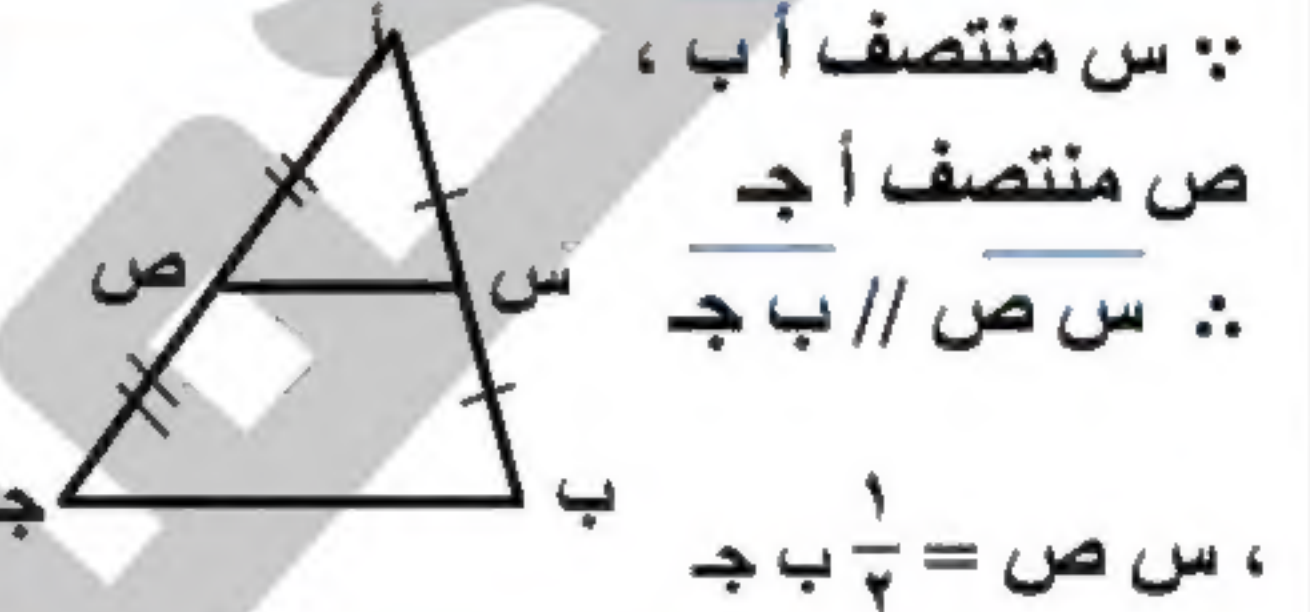 ∵ س منتصف أ ب ،
ص منتصف أ جـ
∴ س ص // ب جـ
، س ص = ١/٢ ب جـ
أ
ص
س
جـ
ب